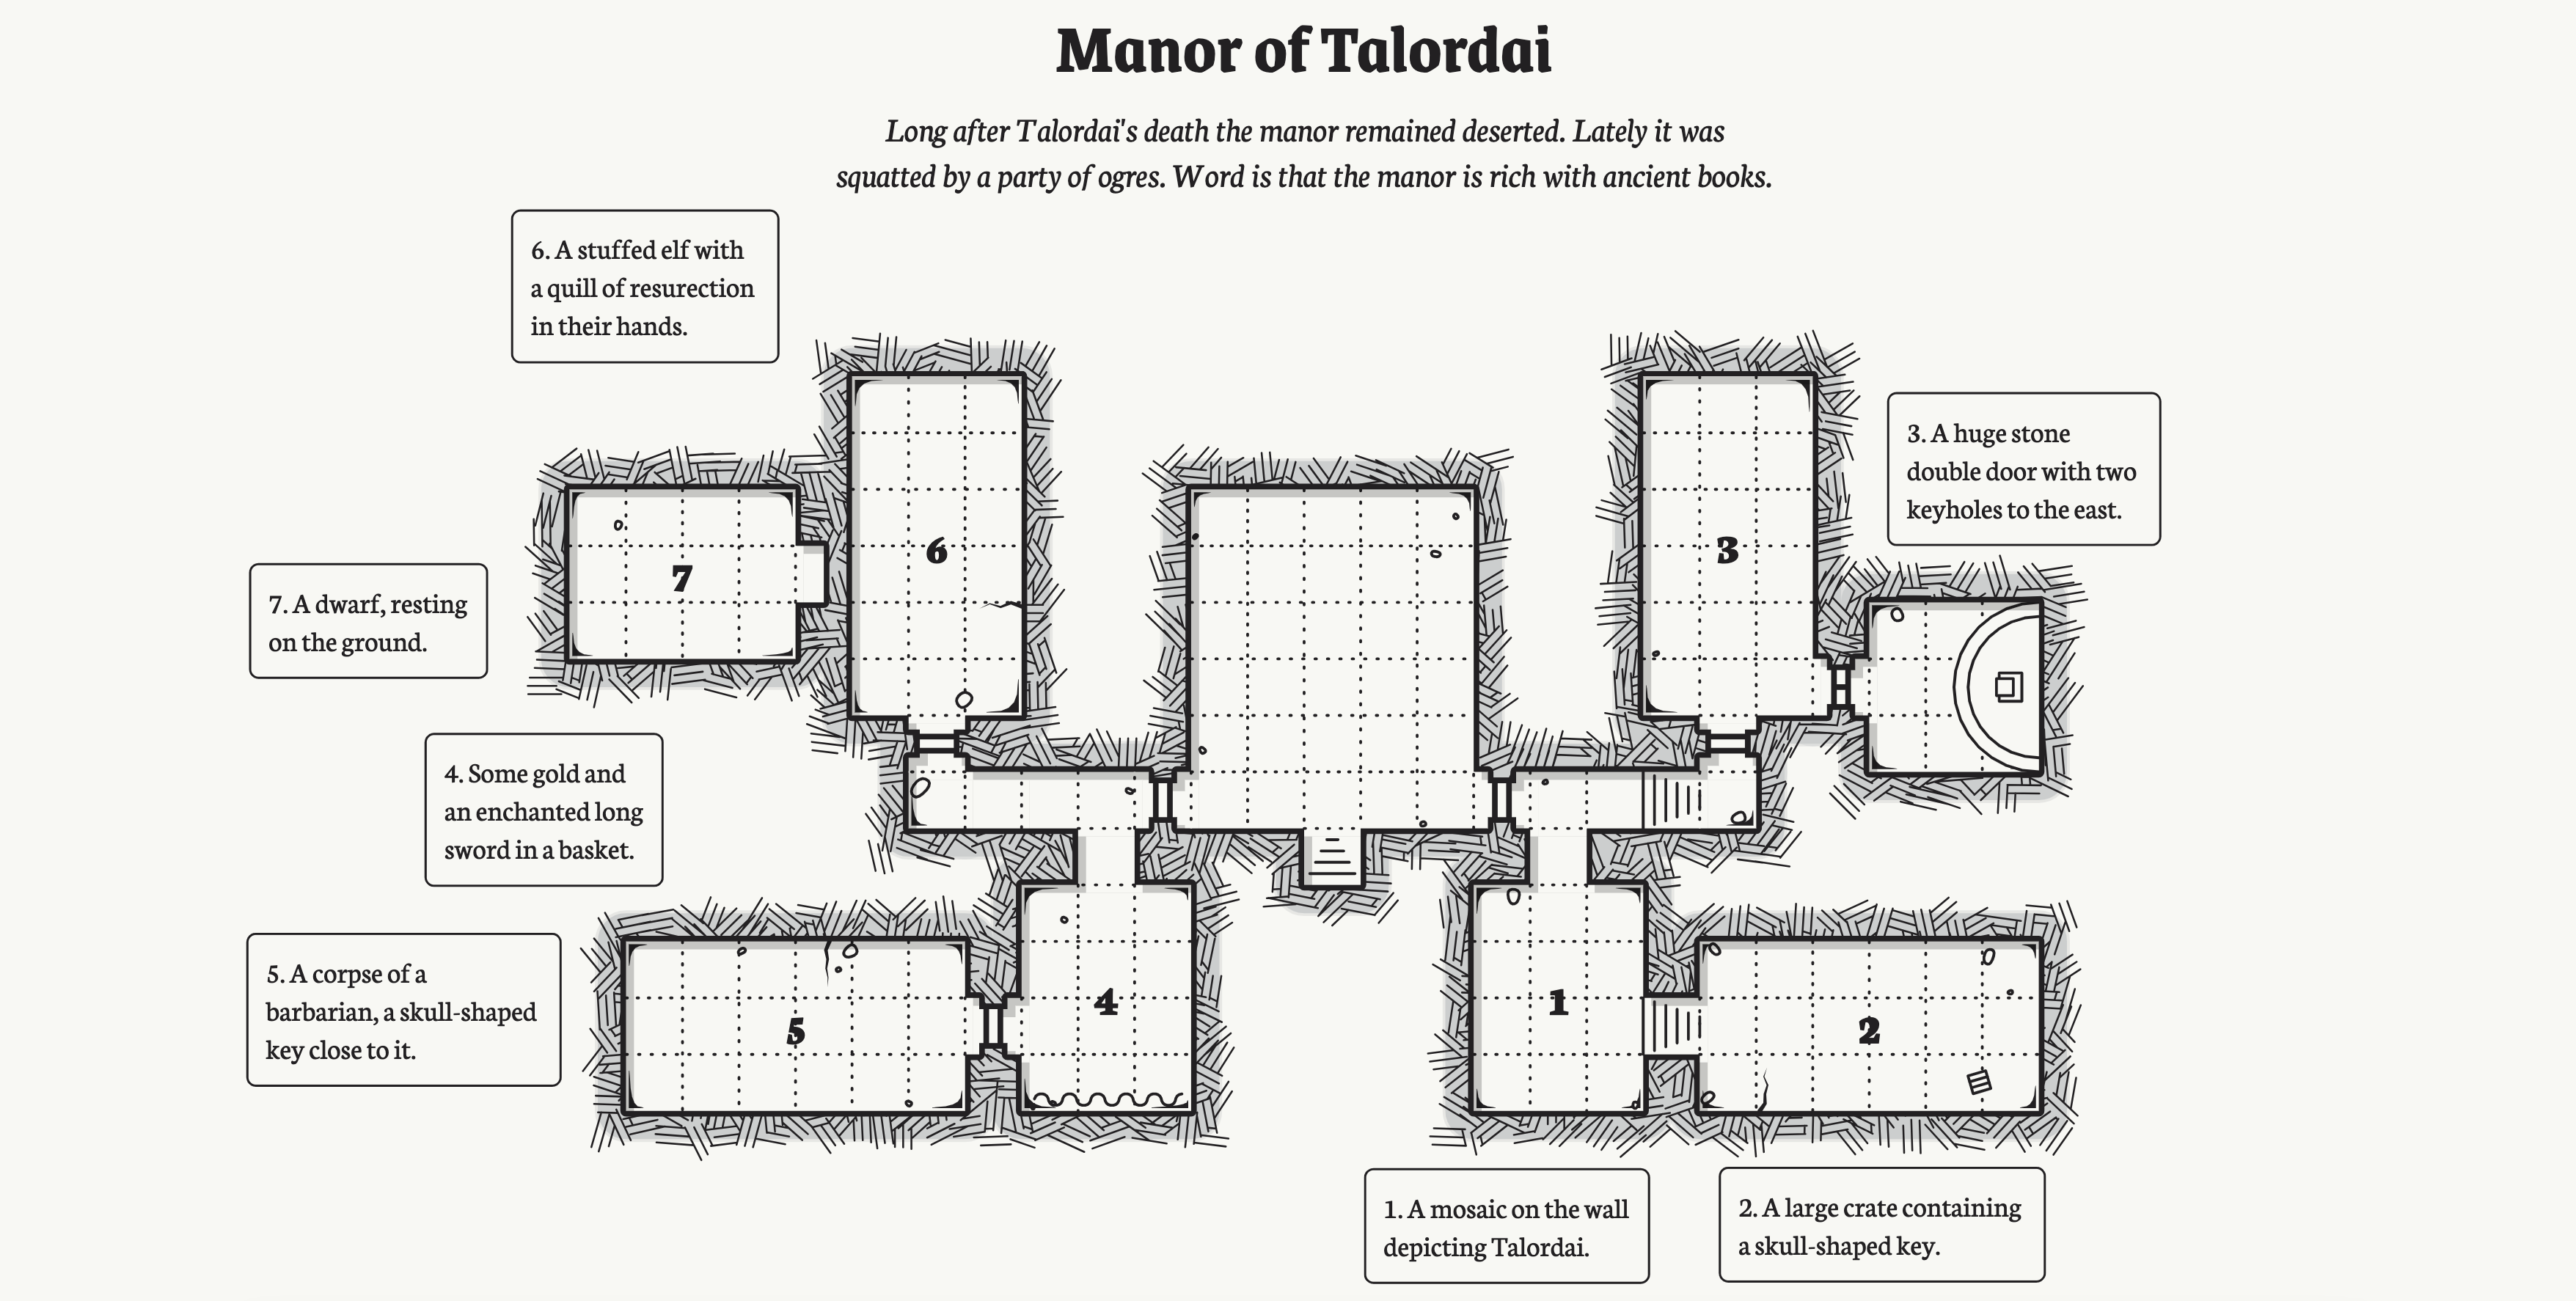 Manor of Talordai
Long after Talordai's death the manor remained deserted. Lately it was
squatted by a party of ogres. Word is that the manor is rich with ancient books.
6. A stuffed elf with
a quill of resurection
in their hands.
3. A huge stone
double door with two
keyholes to the east.
7. A dwarf, resting
on the ground.
4. Some gold and
an enchanted long
sword in a basket.
5. A corpse of a
barbarian, a skull-shaped
key close to it.
1. A mosaic on the wall
depicting Talordai.
2. A large crate containing
a skull-shaped key.
6
3
7
4
1
5
2